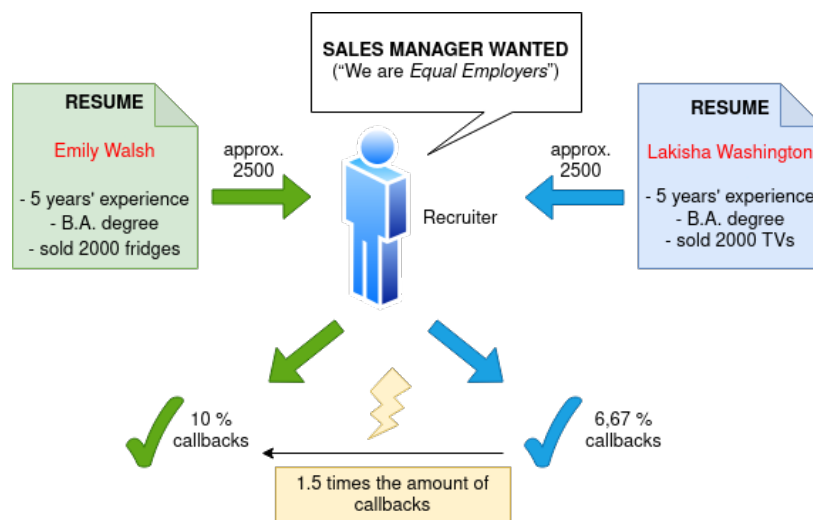 SALES MANAGER WANTED
(“We are Equal Employers”)
RESUME
Emily Walsh
- 5 years' experience
- B.A. degree
- sold 2000 fridges
approx.
2500
Recruiter
approx.
2500
RESUME
Lakisha Washington
- 5 years' experience
- B.A. degree
- sold 2000 TVs
10 %
callbacks
6,67 %
callbacks
1.5 times the amount of
callbacks